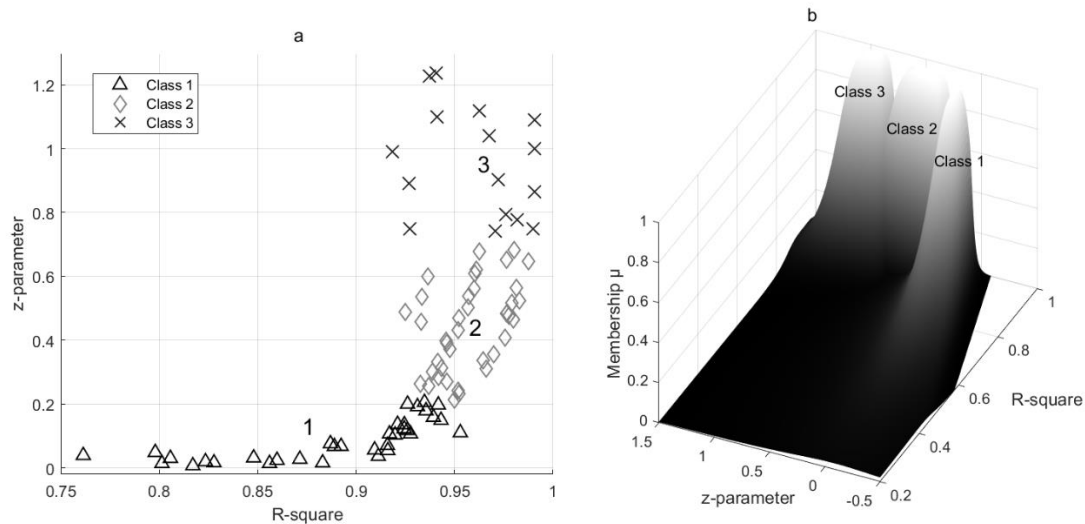 a
1.2
1
0.8
0.6
0.4
0.2
0
z-parameter
Class 1
Class 2
Class 3
3
2
1
0.75
0.8
0.85
0.9
0.95
1
R-square
b
Class 3
Class 2
Class 1
1
0.8
0.6
0.4
0.2
0
Membership μ
1.5
1
0.5
0
-0.5
z-parameter
0.2
0.4
0.6
0.8
1
R-square